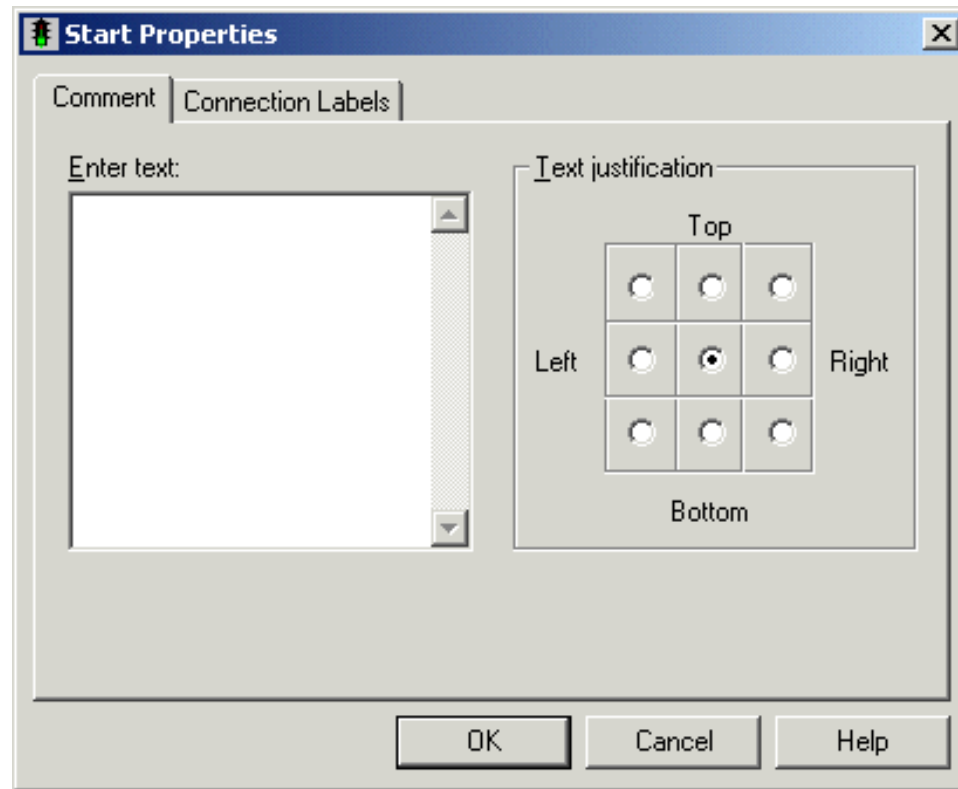 Start Properties
Comment
Connection Labels
Enter text:
Text justification
Top
Left
Right
Bottom
OK
Cancel
Help